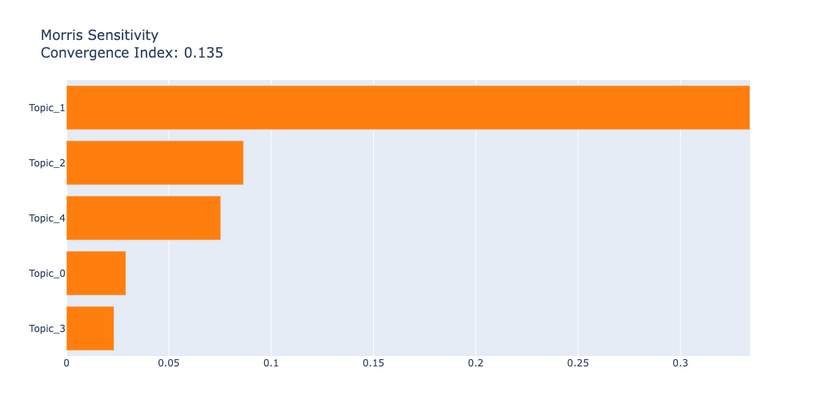 Morris Sensitivity
Convergence Index: 0.135
Topic_1
Topic_2
Topic_4
Topic_0
Topic_3
0 0.05 0.1 0.15 0.2 0.25 0.3